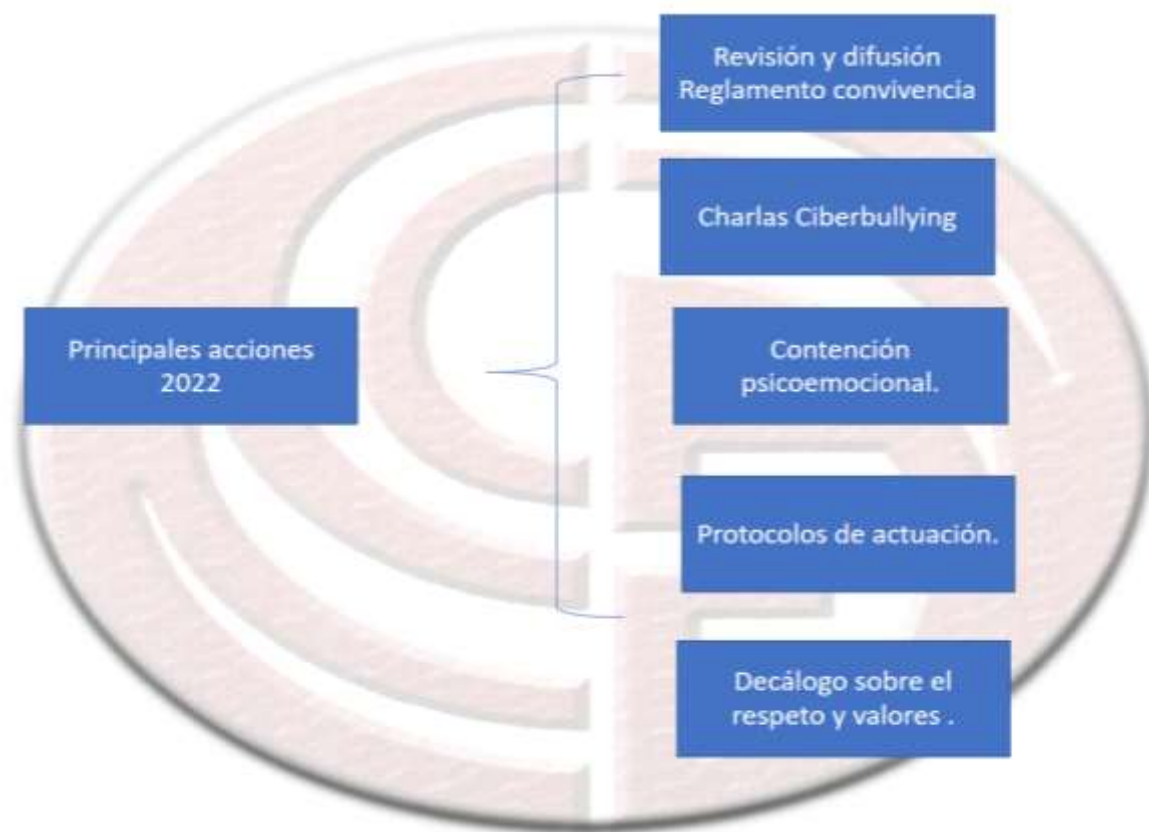 Revisión y difusión
Reglamento convivencia
Charlas Ciberbullying
Principales acciones
2022
Contención
psicoemocional.
Protocolos de actuación.
Decálogo sobre el
respeto y valores .